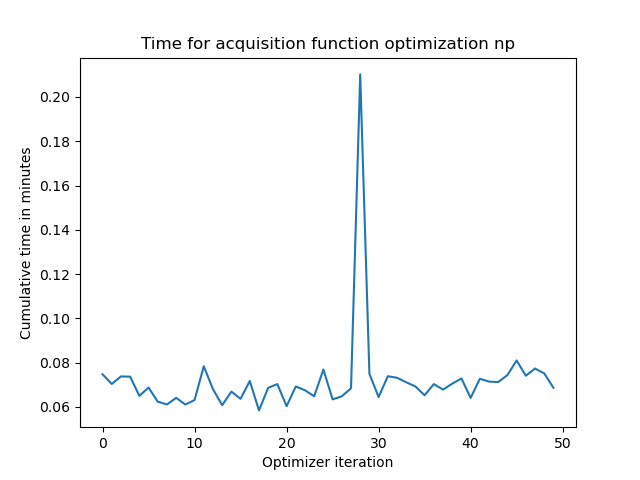 Time for acquisition function optimization np
Cumulative time in minutes
0.20
0.18
0.16
0.14
0.12
0.10
0.08
0.06
0 10 20 30 40 50
Optimizer iteration